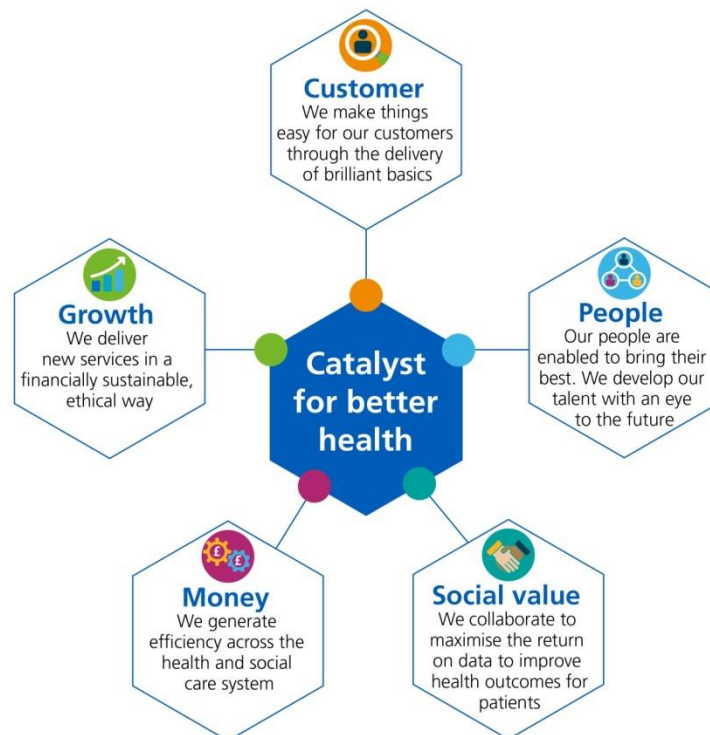 Customer
We make things
easy for our customers
through the delivery
of brilliant basics
Growth
We deliver
new services in a
financially sustainable,
ethical way
Catalyst
for better
health
People
Our people are
enabled to bring their
best. We develop our
talent with an eye
to the future
£
£
Money
We generate
efficiency across the
health and social
care system
Social value
We collaborate to
maximise the return
on data to improve
health outcomes for
patients